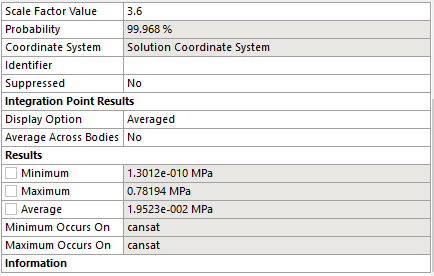 Scale Factor Value 3.6
Probability 99.968 %
Coordinate System Solution Coordinate System
Identifier
Suppressed No
Integration Point Results
Display Option Averaged
Average Across Bodies No
Results
Minimum 1.3012e-010 MPa
Maximum 0.78194 MPa
Average 1.9523e-002 MPa
Minimum Occurs On cansat
Maximum Occurs On cansat
Information